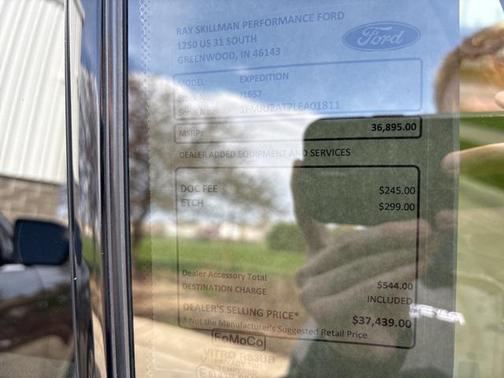 RAY SKILLMAN PERFORMANCE FORD
1250 US 31 SOUTH
GREENWOOD, IN 46143
Ford
MODEL: EXPEDITION
MSRP: 36,895.00
DEALER ADDED EQUIPMENT AND SERVICES
DOC FEE $245.00
ETCH $299.00
Dealer Accessory Total $544.00
DESTINATION CHARGE INCLUDED
DEALER'S SELLING PRICE* $37,439.00
* Not the Manufacturer's Suggested Retail Price
FoMoCo